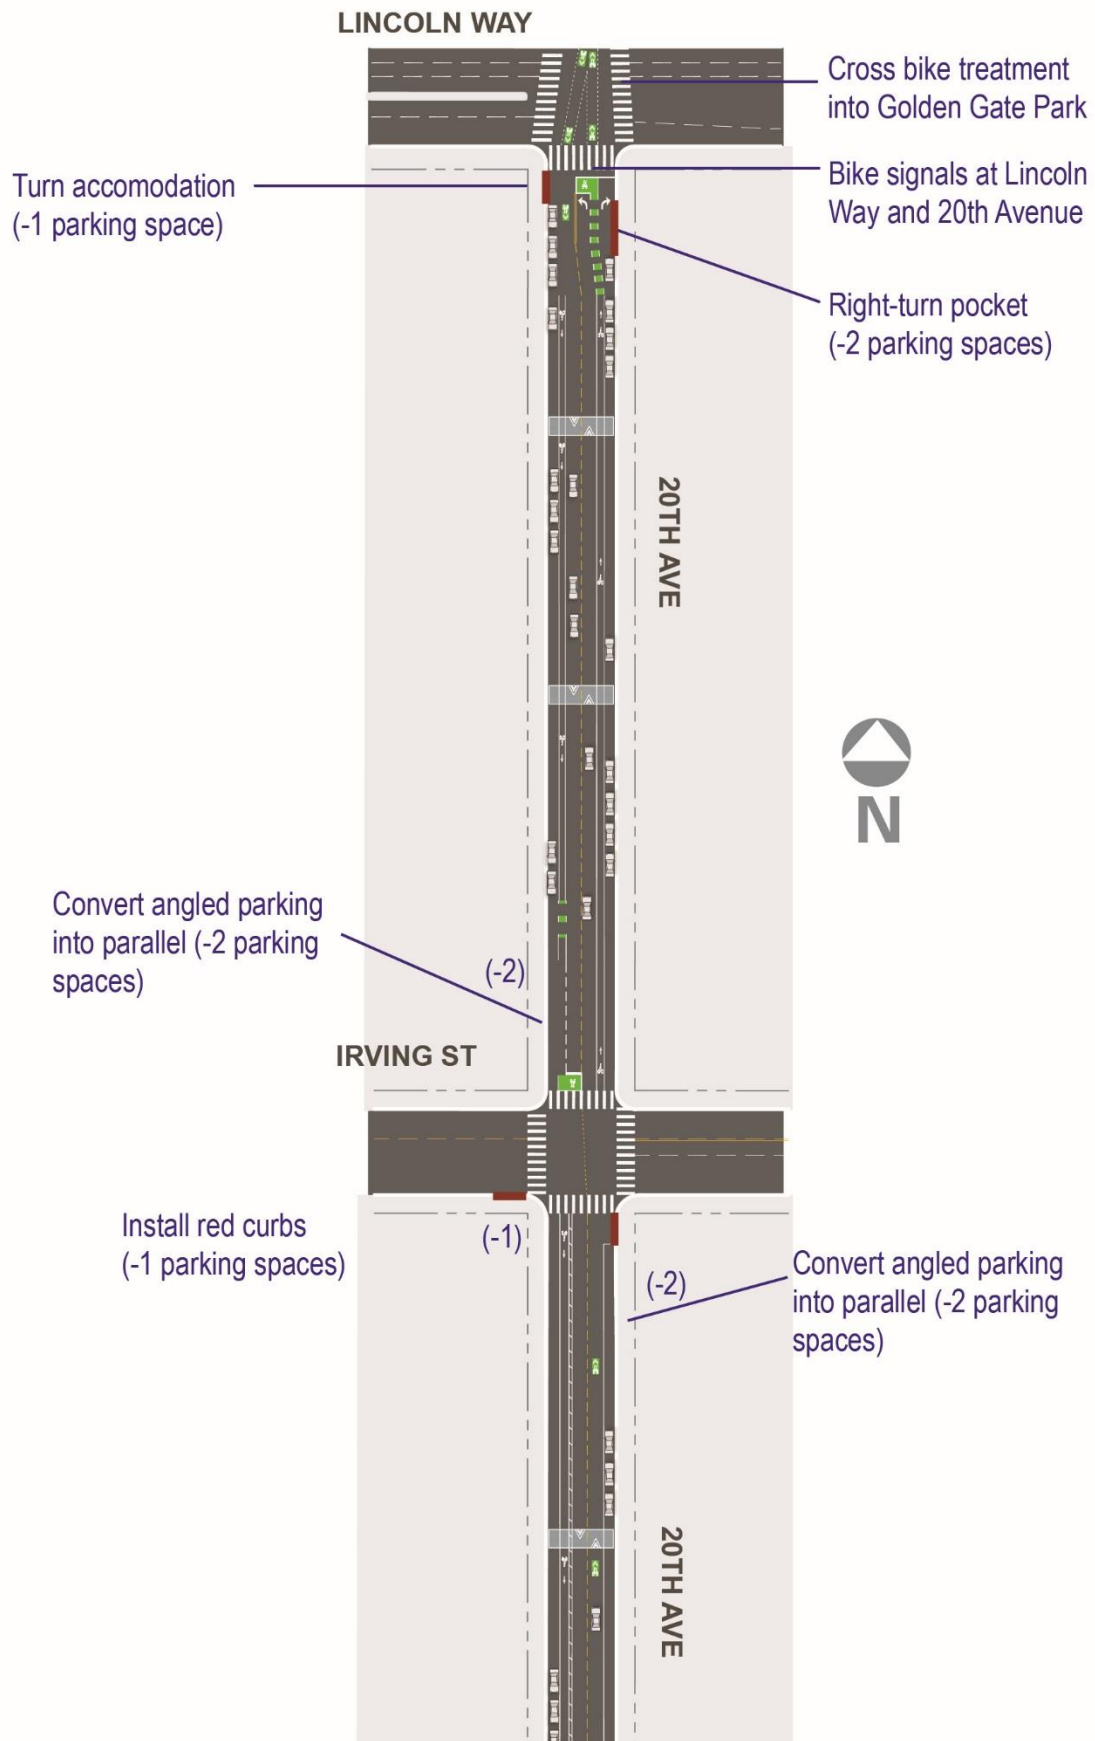 LINCOLN WAY
Cross bike treatment
into Golden Gate Park
Turn accomodation
(-1 parking space)
Bike signals at Lincoln
Way and 20th Avenue
Right-turn pocket
(-2 parking spaces)
20TH AVE
N
Convert angled parking
into parallel (-2 parking
spaces)
(-2)
IRVING ST
Install red curbs
(-1 parking spaces)
(-1)
(-2)
Convert angled parking
into parallel (-2 parking
spaces)
20TH AVE